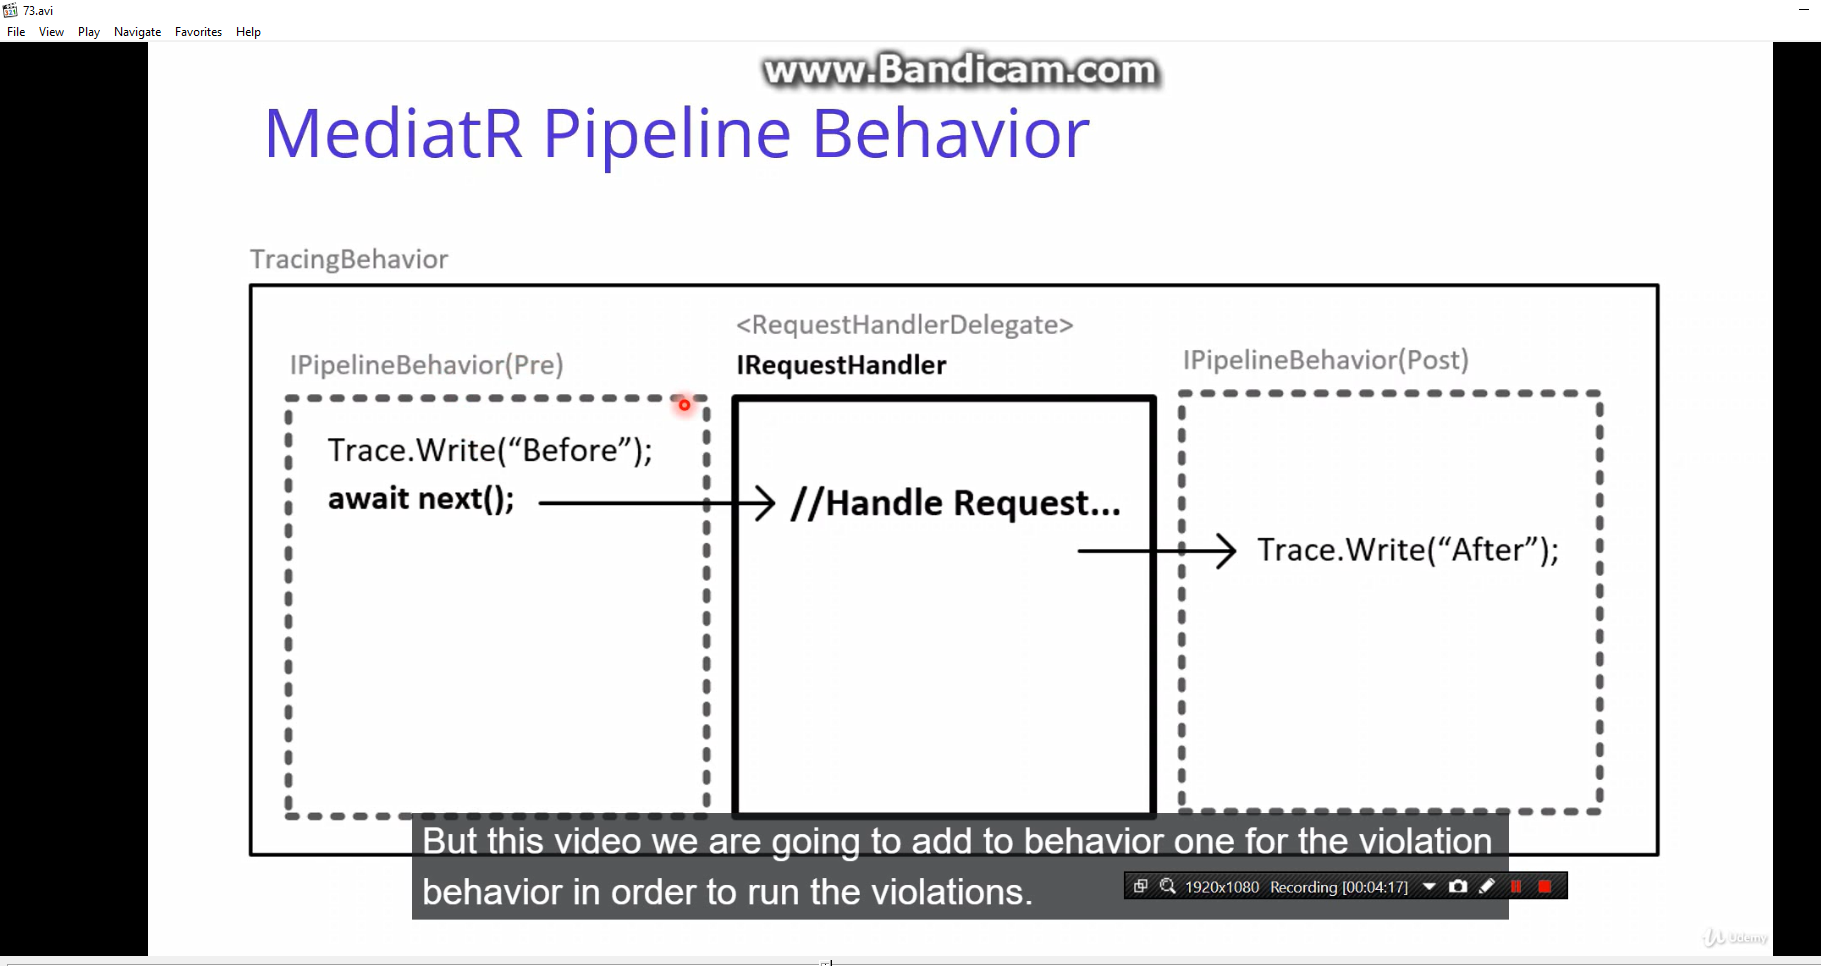 73.avi
File View Play Navigate Favorites Help
www.Bandicam.com
MediatR Pipeline Behavior
TracingBehavior
<RequestHandlerDelegate>
IPipelineBehavior(Pre)
IRequestHandler
IPipelineBehavior(Post)
Trace.Write(“Before”);
await next();
//Handle Request...
Trace.Write(“After”);
But this video we are going to add to behavior one for the violation
behavior in order to run the violations.
1920x1080 Recording [00:04:17]
Udemy